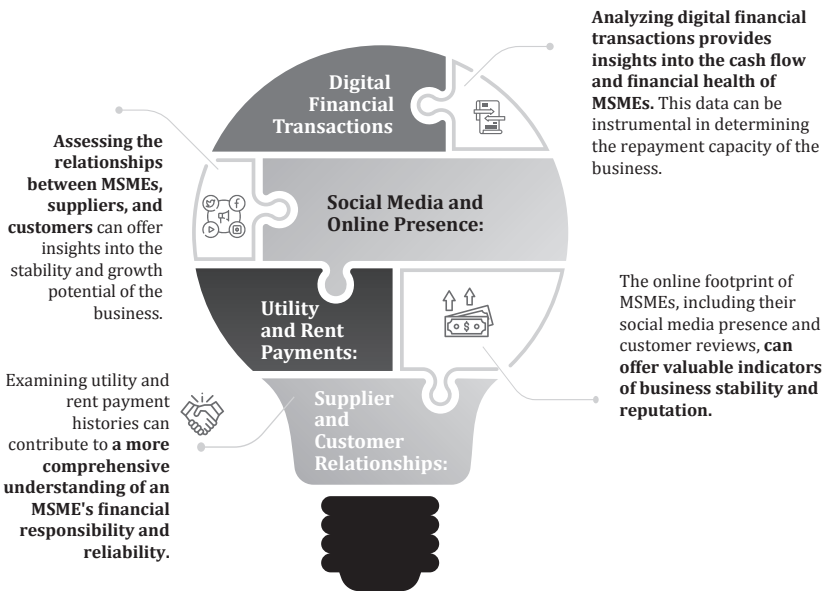 Digital
Financial
Transactions
Analyzing digital financial
transactions provides
insights into the cash flow
and financial health of
MSMEs. This data can be
instrumental in determining
the repayment capacity of the
business.
Assessing the
relationships
between MSMEs,
suppliers, and
customers can offer
insights into the
stability and growth
potential of the
business.
Social Media and
Online Presence:
Utility
and Rent
Payments:
The online footprint of
MSMEs, including their
social media presence and
customer reviews, can
offer valuable indicators
of business stability and
reputation.
Examining utility and
rent payment
histories can
contribute to a more
comprehensive
understanding of an
MSME's financial
responsibility and
reliability.
Supplier
and
Customer
Relationships: